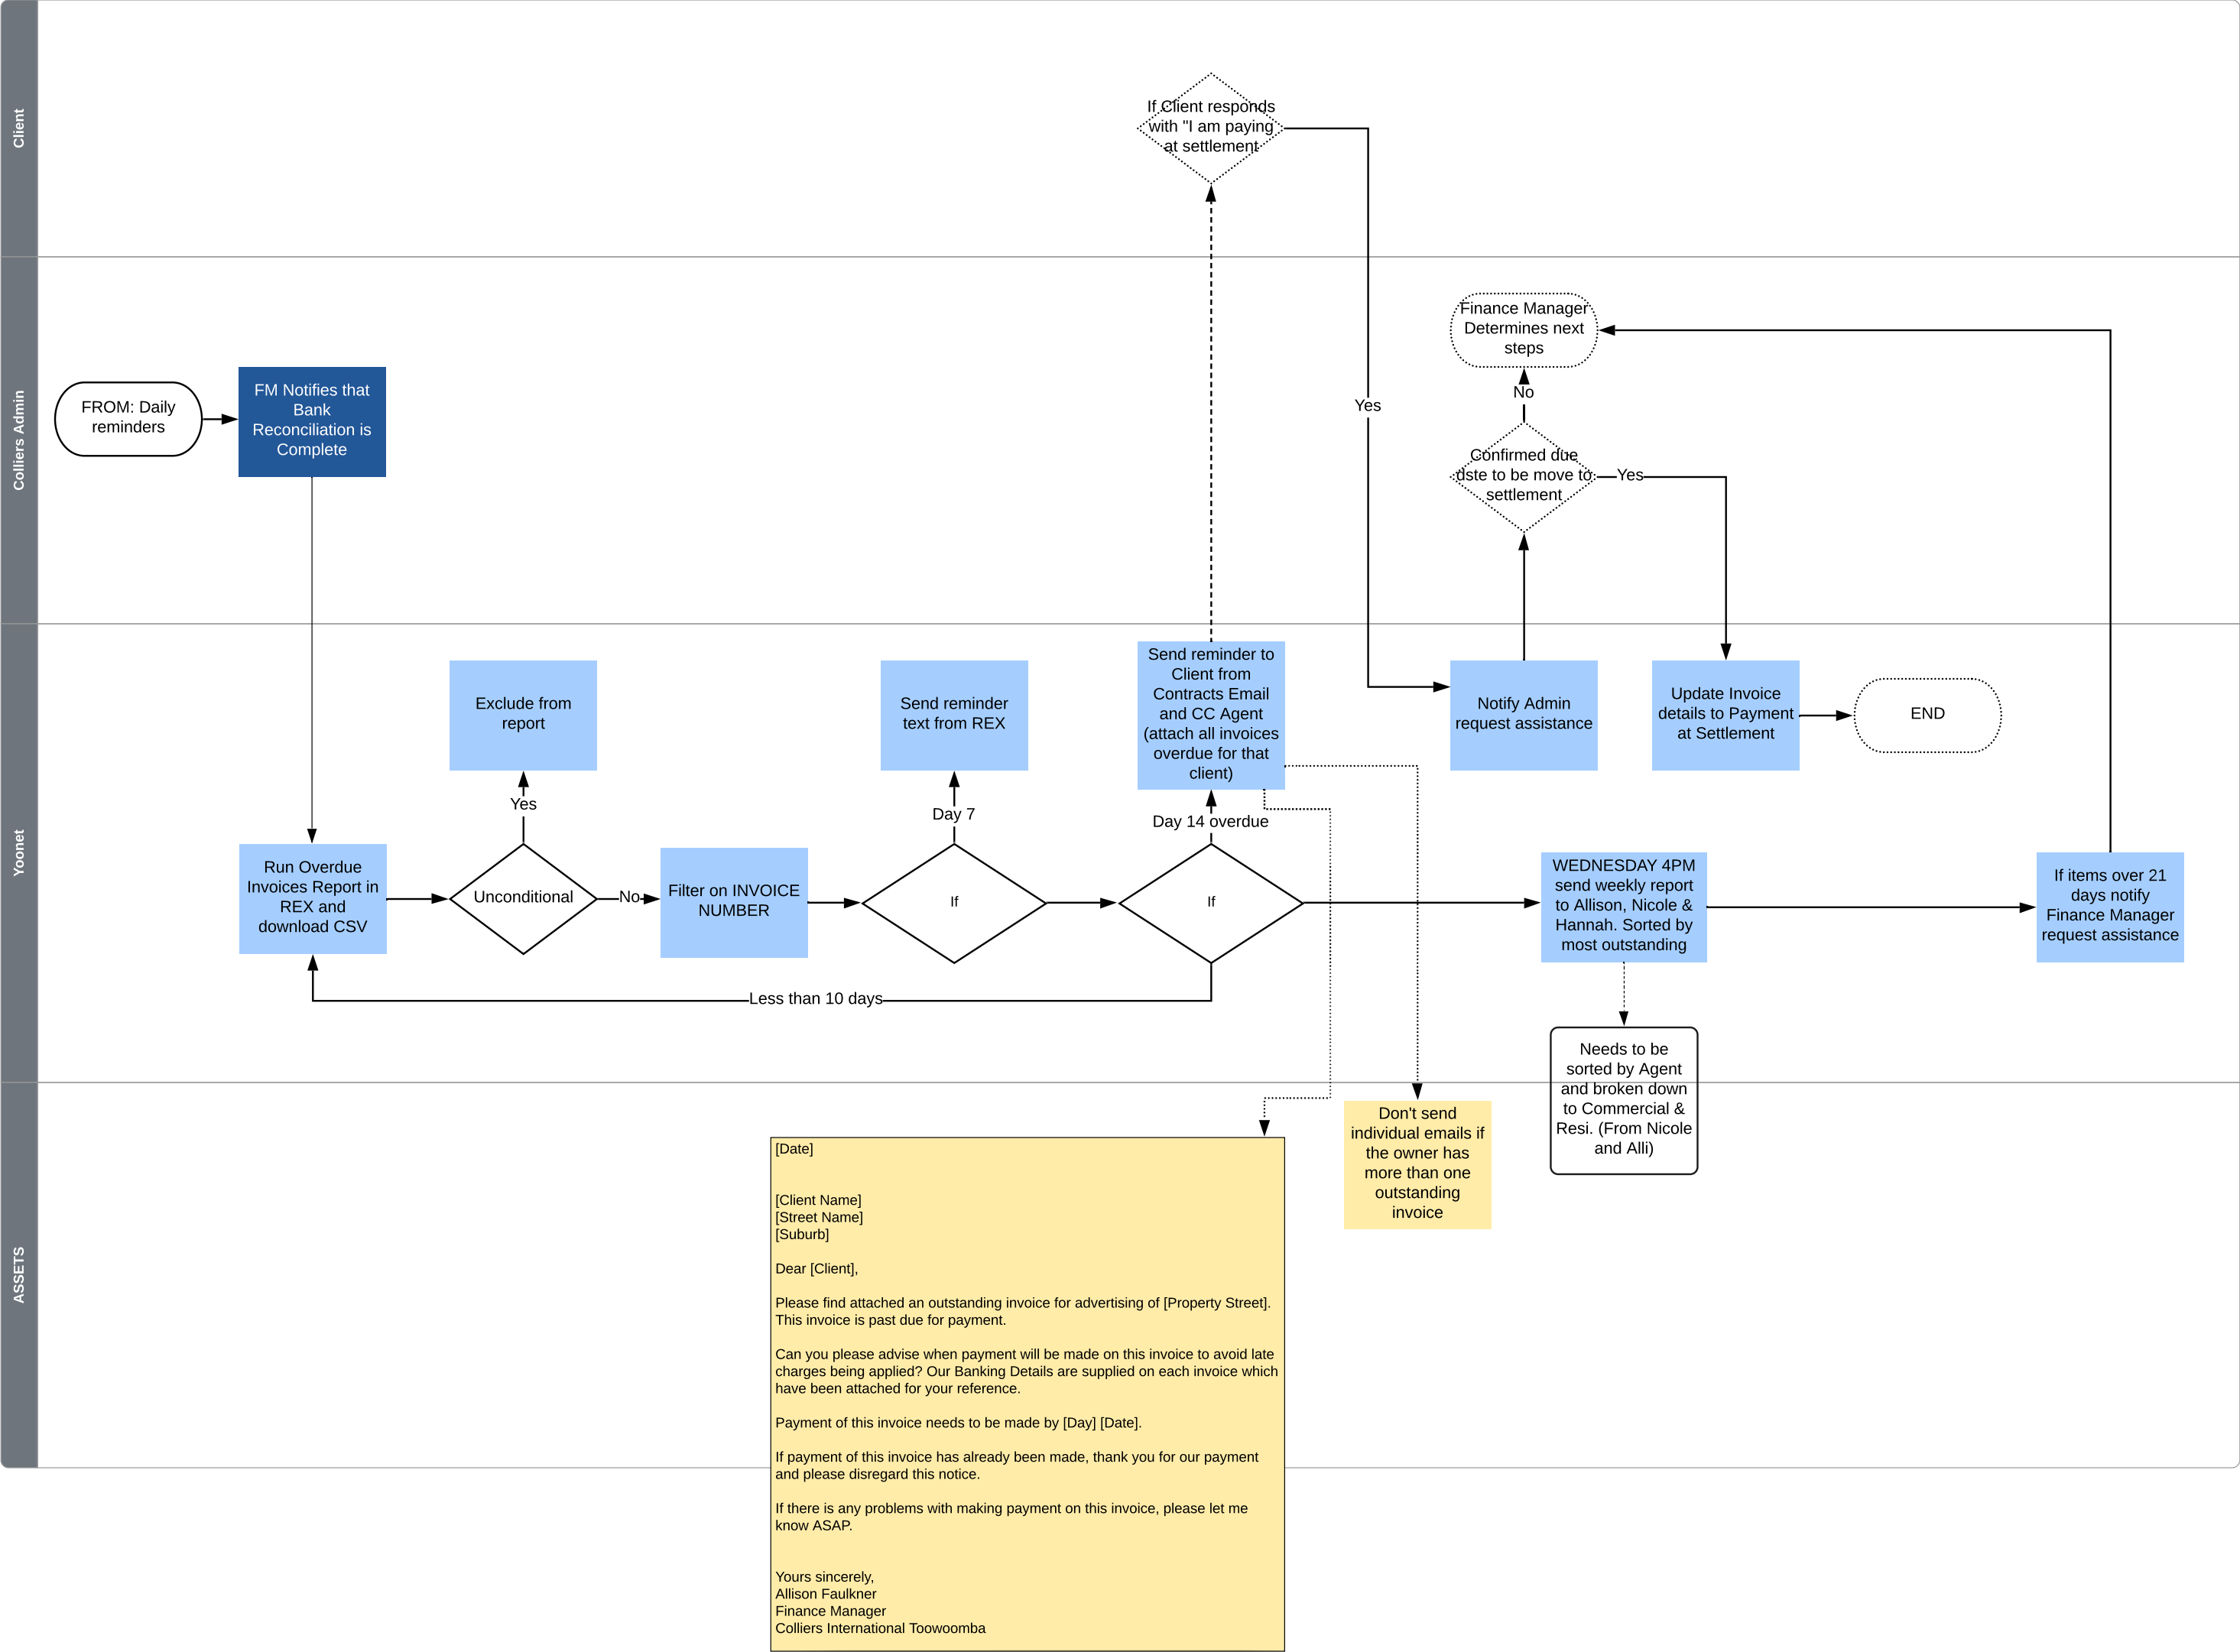 Client
If Client responds
with "I am paying
at settlement
Yes
Colliers Admin
FROM: Daily
reminders
FM Notifies that
Bank
Reconciliation is
Complete
Finance Manager
Determines next
steps
No
Confirmed due
dste to be move to
settlement
Yes
Yoonet
Exclude from
report
Yes
Send reminder
text from REX
Day 7
Send reminder to
Client from
Contracts Email
and CC Agent
(attach all invoices
overdue for that
client)
Day 14 overdue
Notify Admin
request assistance
Update Invoice
details to Payment
at Settlement
END
Run Overdue
Invoices Report in
REX and
download CSV
Unconditional
No
Filter on INVOICE
NUMBER
If
If
WEDNESDAY 4PM
send weekly report
to Allison, Nicole &
Hannah. Sorted by
most outstanding
If items over 21
days notify
Finance Manager
request assistance
Less than 10 days
Needs to be
sorted by Agent
and broken down
to Commercial &
Resi. (From Nicole
and Alli)
ASSETS
Don't send
individual emails if
the owner has
more than one
outstanding
invoice
[Date]
[Client Name]
[Street Name]
[Suburb]
Dear [Client],
Please find attached an outstanding invoice for advertising of [Property Street].
This invoice is past due for payment.
Can you please advise when payment will be made on this invoice to avoid late
charges being applied? Our Banking Details are supplied on each invoice which
have been attached for your reference.
Payment of this invoice needs to be made by [Day] [Date].
If payment of this invoice has already been made, thank you for our payment
and please disregard this notice.
If there is any problems with making payment on this invoice, please let me
know ASAP.
Yours sincerely,
Allison Faulkner
Finance Manager
Colliers International Toowoomba